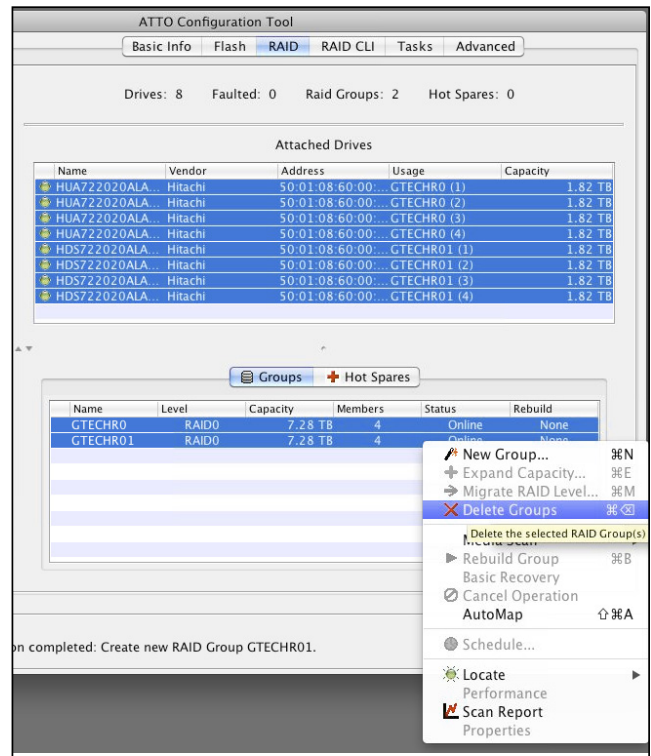 ATTO Configuration Tool
Basic Info Flash RAID RAID CLI Tasks Advanced
Drives: 8 Faulted: 0 Raid Groups: 2 Hot Spares: 0
Attached Drives
Name Vendor Address Usage Capacity
HUA722020ALA... Hitachi 50:01:08:60:00:... GTECHR0 (1) 1.82 TB
HUA722020ALA... Hitachi 50:01:08:60:00:... GTECHR0 (2) 1.82 TB
HUA722020ALA... Hitachi 50:01:08:60:00:... GTECHR0 (3) 1.82 TB
HUA722020ALA... Hitachi 50:01:08:60:00:... GTECHR0 (4) 1.82 TB
HDS722020ALA... Hitachi 50:01:08:60:00:... GTECHR01 (1) 1.82 TB
HDS722020ALA... Hitachi 50:01:08:60:00:... GTECHR01 (2) 1.82 TB
HDS722020ALA... Hitachi 50:01:08:60:00:... GTECHR01 (3) 1.82 TB
HDS722020ALA... Hitachi 50:01:08:60:00:... GTECHR01 (4) 1.82 TB
Groups Hot Spares
Name Level Capacity Members Status Rebuild
GTECHR0 RAID0 7.28 TB 4 Online None
GTECHR01 RAID0 7.28 TB 4 Online None
New Group... ⌘N
Expand Capacity... ⌘E
Migrate RAID Level... ⌘M
Delete Groups ⌘⌫
Delete the selected RAID Group(s)
Media Scan
Rebuild Group ⌘B
Basic Recovery
Cancel Operation
AutoMap ⇧⌘A
Schedule...
Locate
Performance
Scan Report
Properties
on completed: Create new RAID Group GTECHR01.